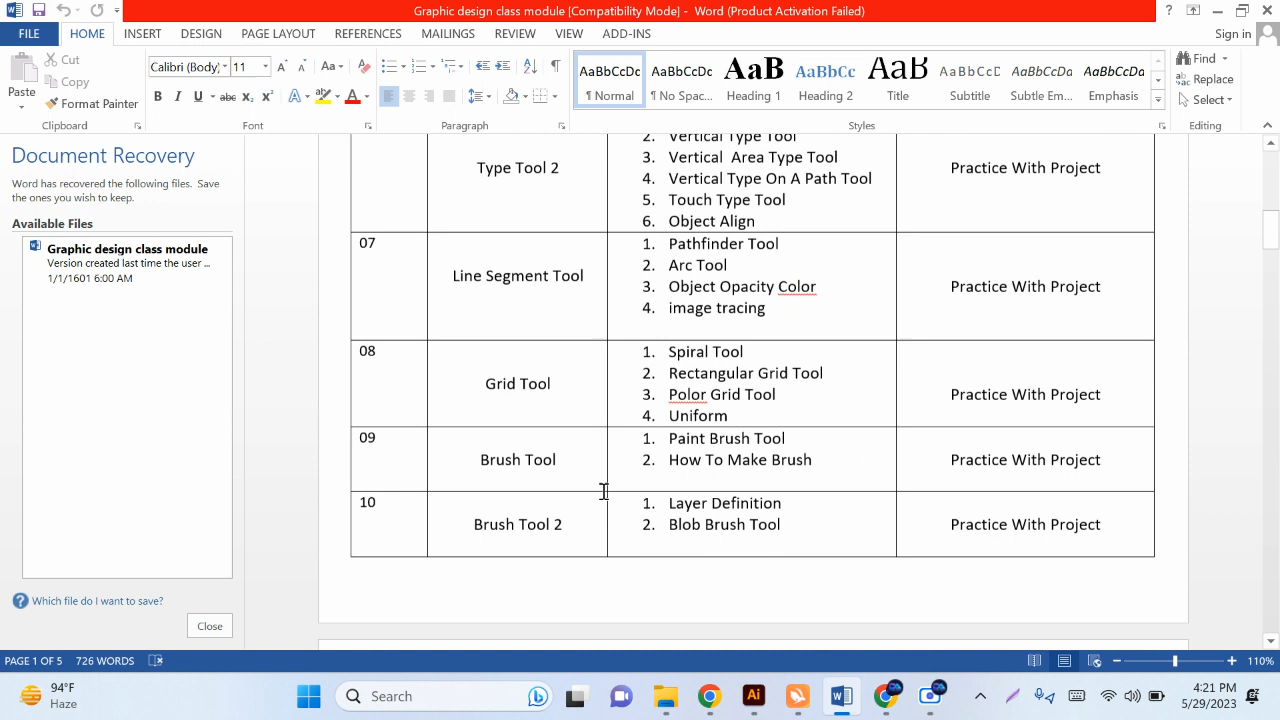 Graphic design class module [Compatibility Mode] - Word (Product Activation Failed)
FILE HOME INSERT DESIGN PAGE LAYOUT REFERENCES MAILINGS REVIEW VIEW ADD-INS Sign in
Paste
Cut
Copy
Format Painter
Calibri (Body) 11
AaBbCcDc
¶ Normal
AaBbCcDc
¶ No Spac...
AaB
Heading 1
AaBbCc
Heading 2
AaB
Title
AaBbCcD
Subtitle
AaBbCcDc
Subtle Em...
AaBbCcDc
Emphasis
Find
Replace
Select
Clipboard Font Paragraph Styles Editing
Document Recovery
Word has recovered the following files. Save
the ones you wish to keep.
Available Files
Graphic design class module
Version created last time the user ...
1/1/1601 6:00 AM
Which file do I want to save?
Close
Type Tool 2
2. Vertical Type Tool
3. Vertical Area Type Tool
4. Vertical Type On A Path Tool
5. Touch Type Tool
6. Object Align
Practice With Project
07
Line Segment Tool
1. Pathfinder Tool
2. Arc Tool
3. Object Opacity Color
4. image tracing
Practice With Project
08
Grid Tool
1. Spiral Tool
2. Rectangular Grid Tool
3. Polor Grid Tool
4. Uniform
Practice With Project
09
Brush Tool
1. Paint Brush Tool
2. How To Make Brush
Practice With Project
10
Brush Tool 2
1. Layer Definition
2. Blob Brush Tool
Practice With Project
PAGE 1 OF 5 726 WORDS 110%
94°F
Haze
Search
4:21 PM
5/29/2023